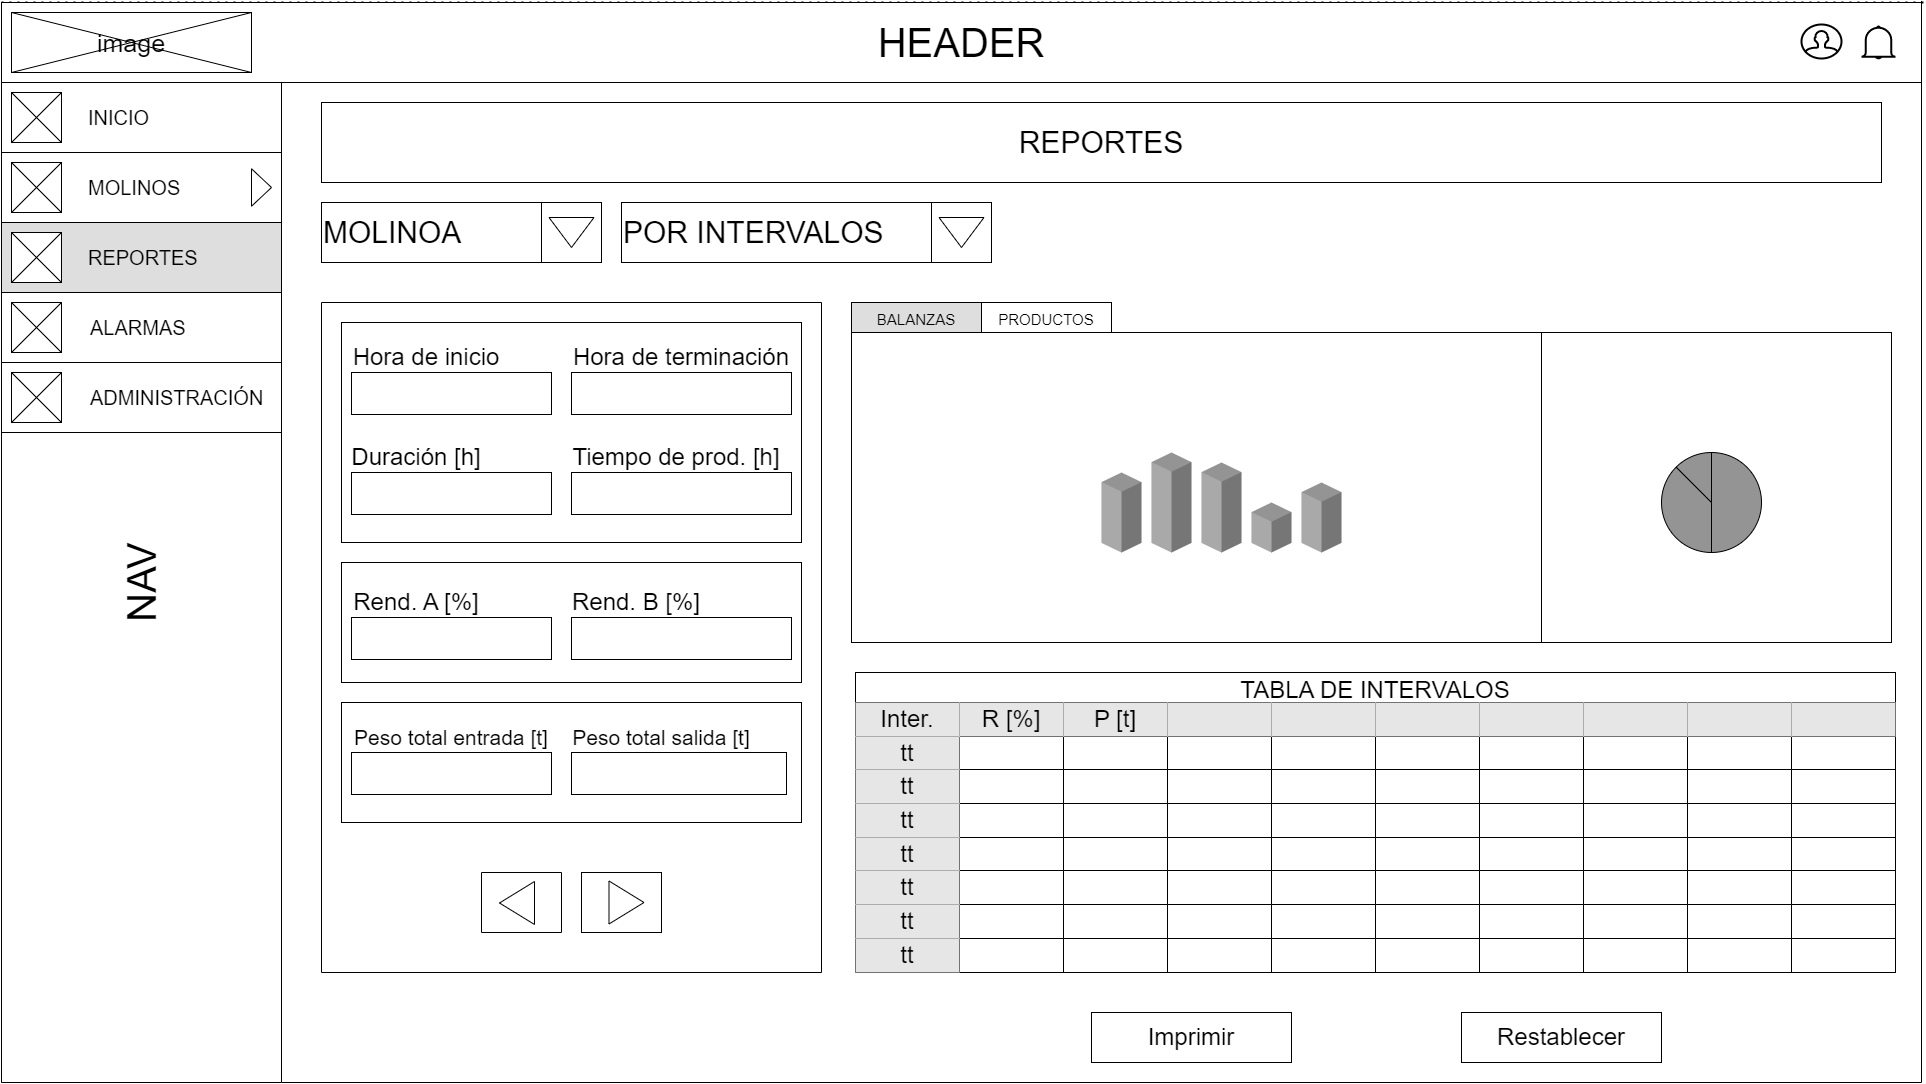 image
HEADER
INICIO
MOLINOS
REPORTES
ALARMAS
ADMINISTRACIÓN
NAV
REPORTES
MOLINOA
POR INTERVALOS
Hora de inicio
Hora de terminación
Duración [h]
Tiempo de prod. [h]
Rend. A [%]
Rend. B [%]
Peso total entrada [t]
Peso total salida [t]
BALANZAS
PRODUCTOS
TABLA DE INTERVALOS
Inter. R [%] P [t]
tt
tt
tt
tt
tt
tt
tt
Imprimir
Restablecer